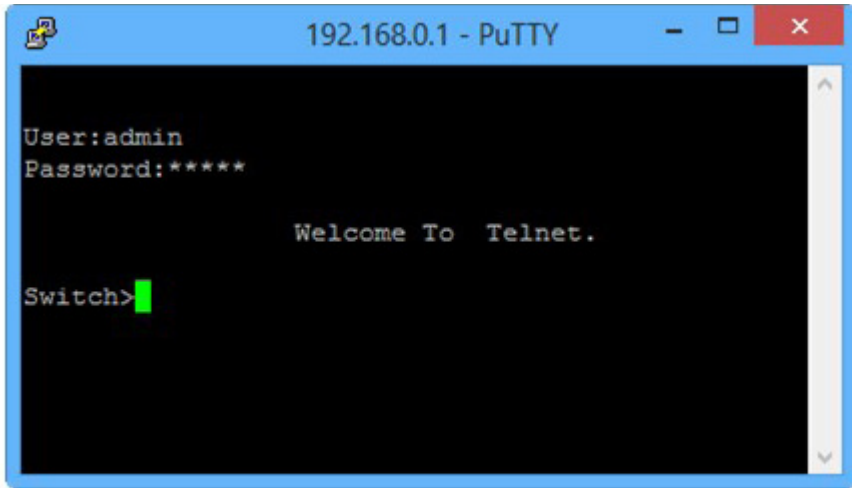 192.168.0.1 - PuTTY
User:admin
Password:*****
Welcome To  Telnet.
Switch>